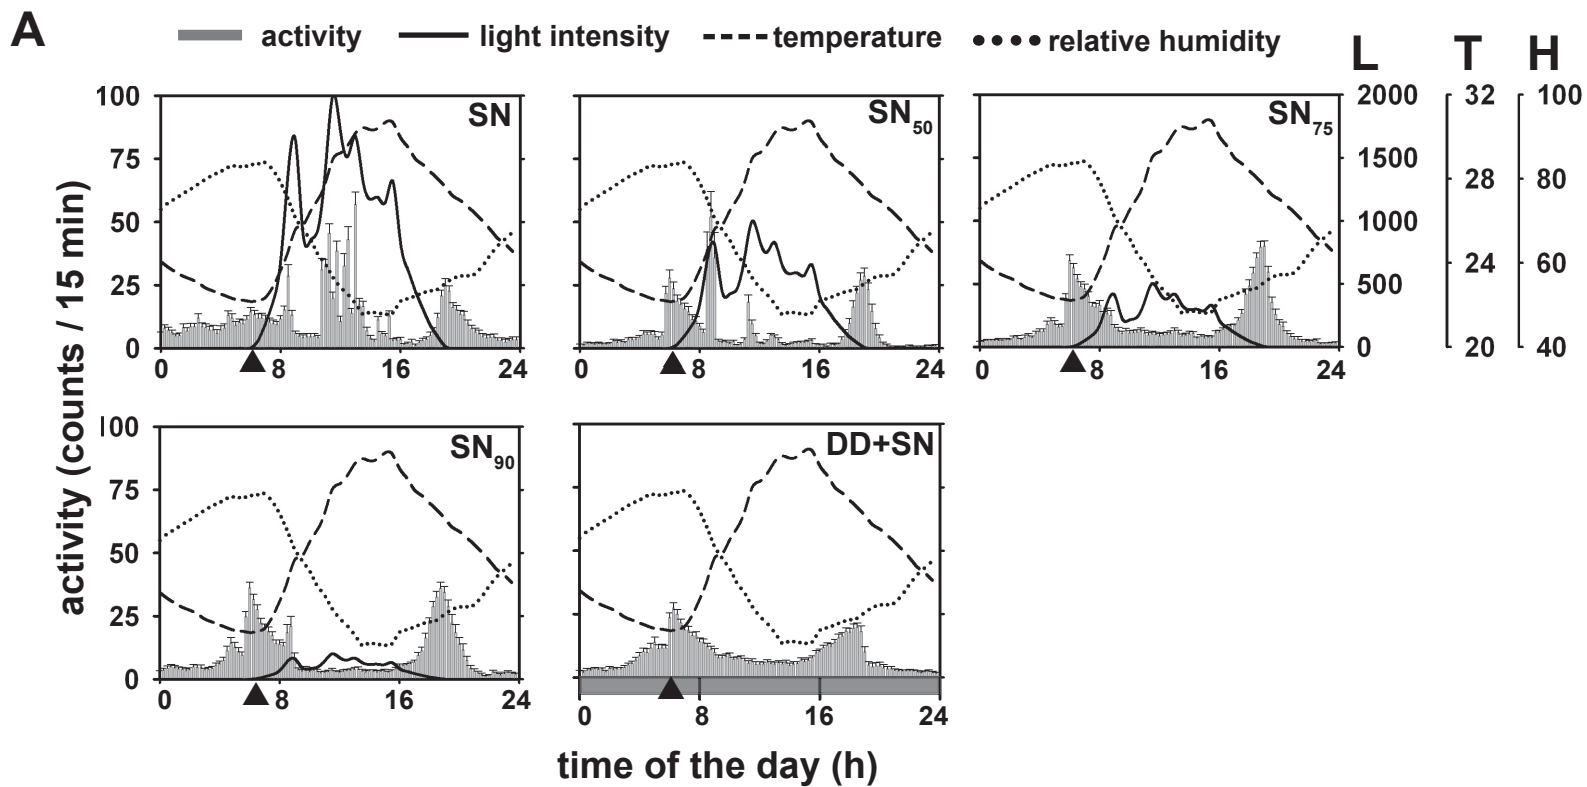 A
activity light intensity temperature relative humidity
L T H
100 SN SN50 SN75 2000 32 100
75 1500 28 80
50 1000
25 500 24 60
0 0 20 40
0 8 16 24 0 8 16 24 0 8 16 24
activity (counts / 15 min)
100 SN90 DD+SN
75
50
25
0
0 8 16 24 0 8 16 24
time of the day (h)